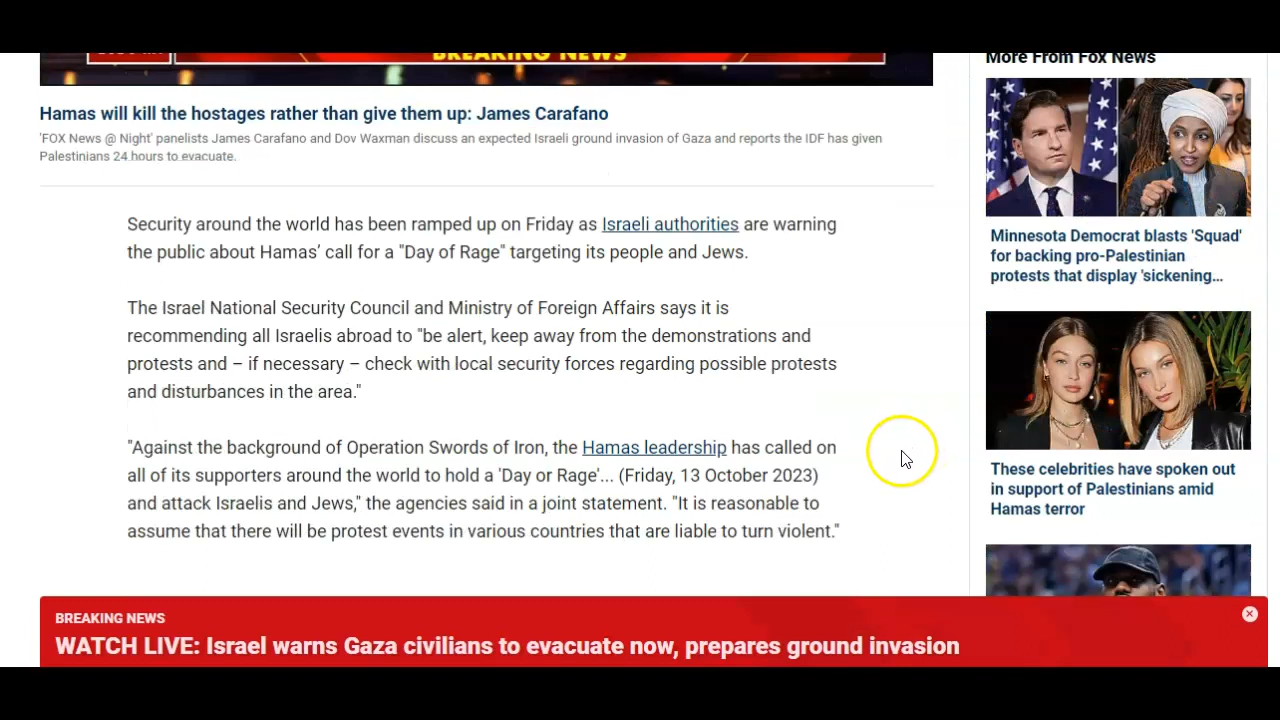 BREAKING NEWS
Hamas will kill the hostages rather than give them up: James Carafano
'FOX News @ Night' panelists James Carafano and Dov Waxman discuss an expected Israeli ground invasion of Gaza and reports the IDF has given
Palestinians 24 hours to evacuate.
Security around the world has been ramped up on Friday as Israeli authorities are warning
the public about Hamas’ call for a "Day of Rage" targeting its people and Jews.
The Israel National Security Council and Ministry of Foreign Affairs says it is
recommending all Israelis abroad to "be alert, keep away from the demonstrations and
protests and – if necessary – check with local security forces regarding possible protests
and disturbances in the area."
"Against the background of Operation Swords of Iron, the Hamas leadership has called on
all of its supporters around the world to hold a 'Day or Rage'... (Friday, 13 October 2023)
and attack Israelis and Jews," the agencies said in a joint statement. "It is reasonable to
assume that there will be protest events in various countries that are liable to turn violent."
More From Fox News
Minnesota Democrat blasts 'Squad'
for backing pro-Palestinian
protests that display 'sickening...
These celebrities have spoken out
in support of Palestinians amid
Hamas terror
BREAKING NEWS
WATCH LIVE: Israel warns Gaza civilians to evacuate now, prepares ground invasion